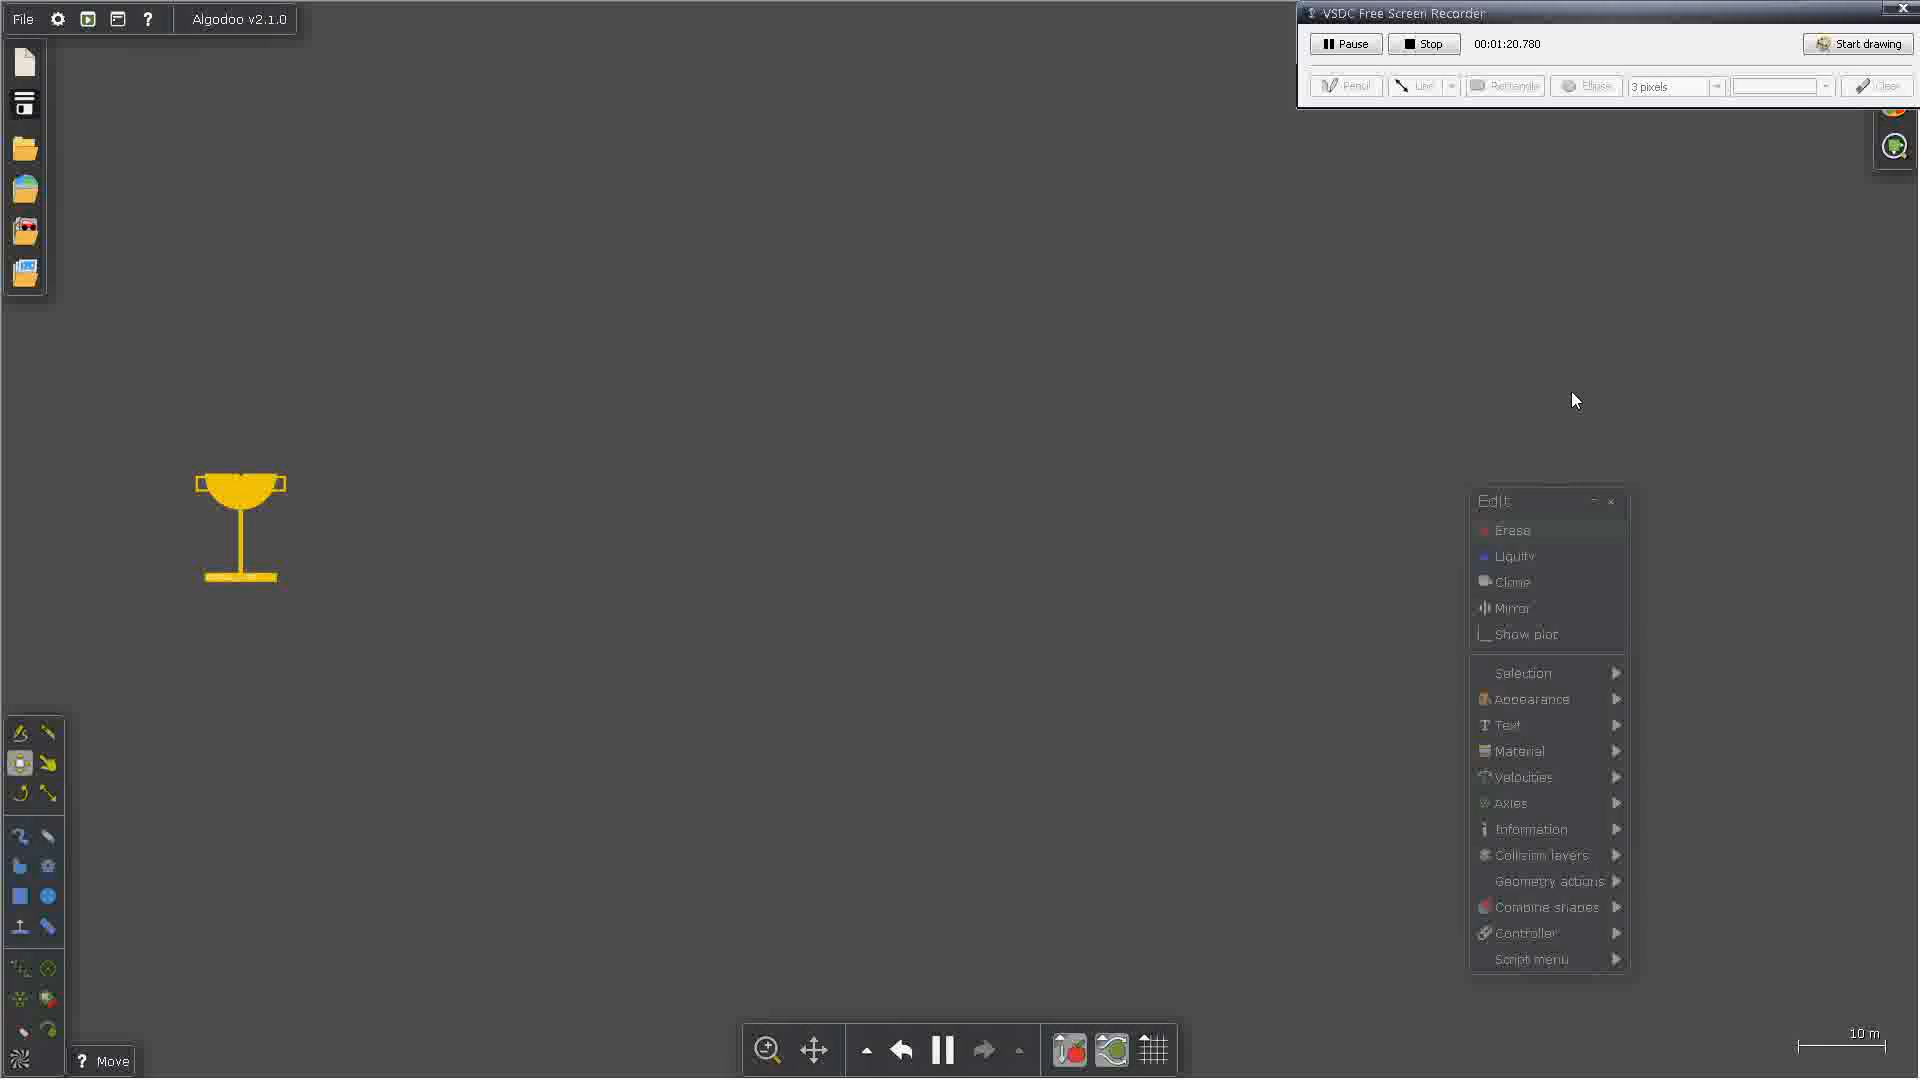 File
Algodoo v2.1.0
VSDC Free Screen Recorder
Pause
Stop
00:01:20.780
Start drawing
Pencil
Line
Rectangle
Ellipse
3 pixels
Clear
Edit
Erase
Liquify
Clone
Mirror
Show plot
Selection
Appearance
Text
Material
Velocities
Axles
Information
Collision layers
Geometry actions
Combine shapes
Controller
Script menu
10 m
? Move